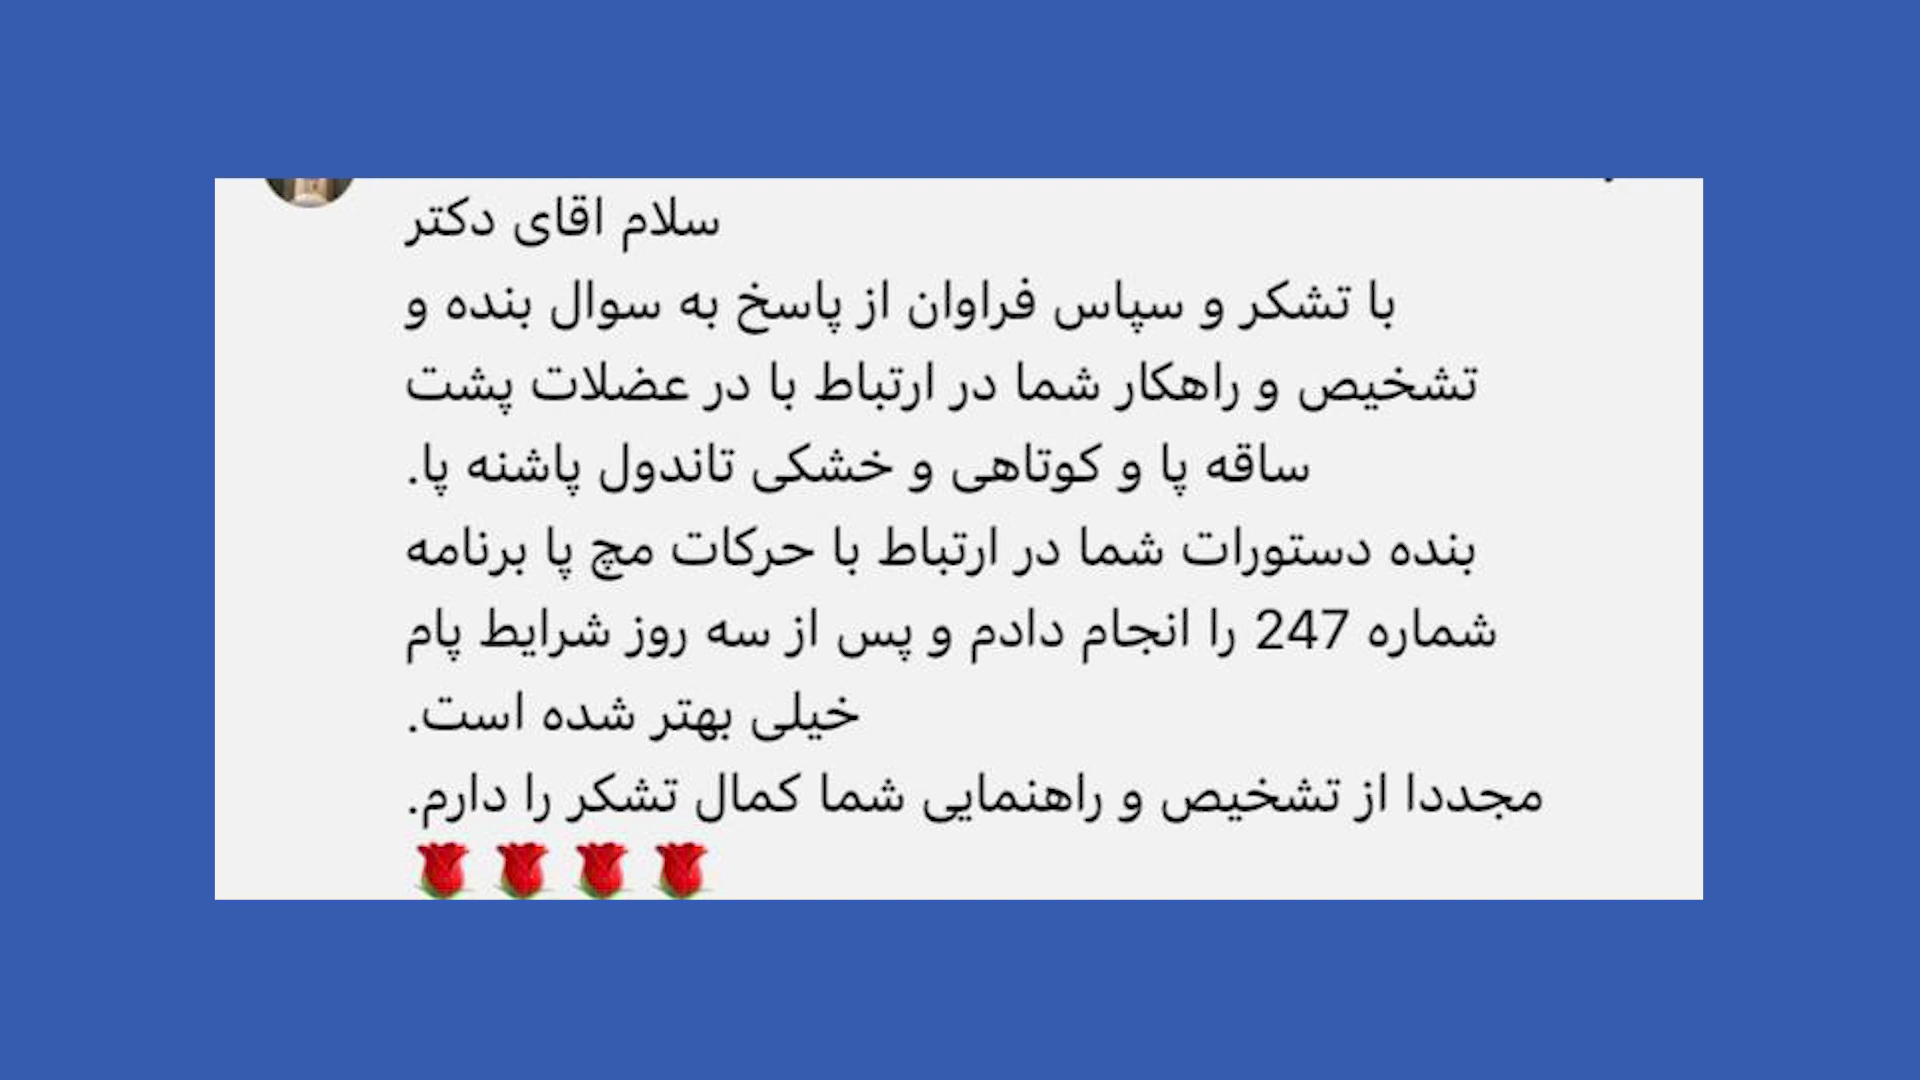 سلام اقای دکتر
با تشکر و سپاس فراوان از پاسخ به سوال بنده و
تشخیص و راهکار شما در ارتباط با در عضلات پشت
ساقه پا و کوتاهی و خشکی تاندول پاشنه پا.
بنده دستورات شما در ارتباط با حرکات مچ پا برنامه
شماره 247 را انجام دادم و پس از سه روز شرایط پام
خیلی بهتر شده است.
مجددا از تشخیص و راهنمایی شما کمال تشکر را دارم.
🌹🌹🌹🌹